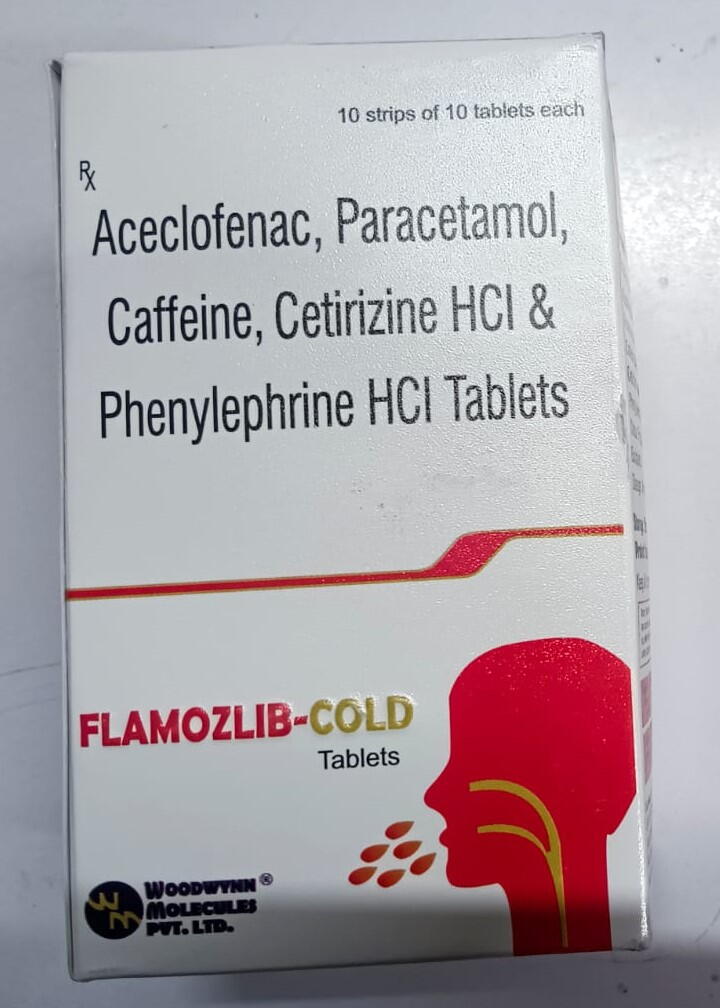 10 strips of 10 tablets each
Rx
Aceclofenac, Paracetamol,
Caffeine, Cetirizine HCl &
Phenylephrine HCl Tablets
FLAMOZLIB-COLD
Tablets
WM
WOODWYNN®
MOLECULES
PVT. LTD.